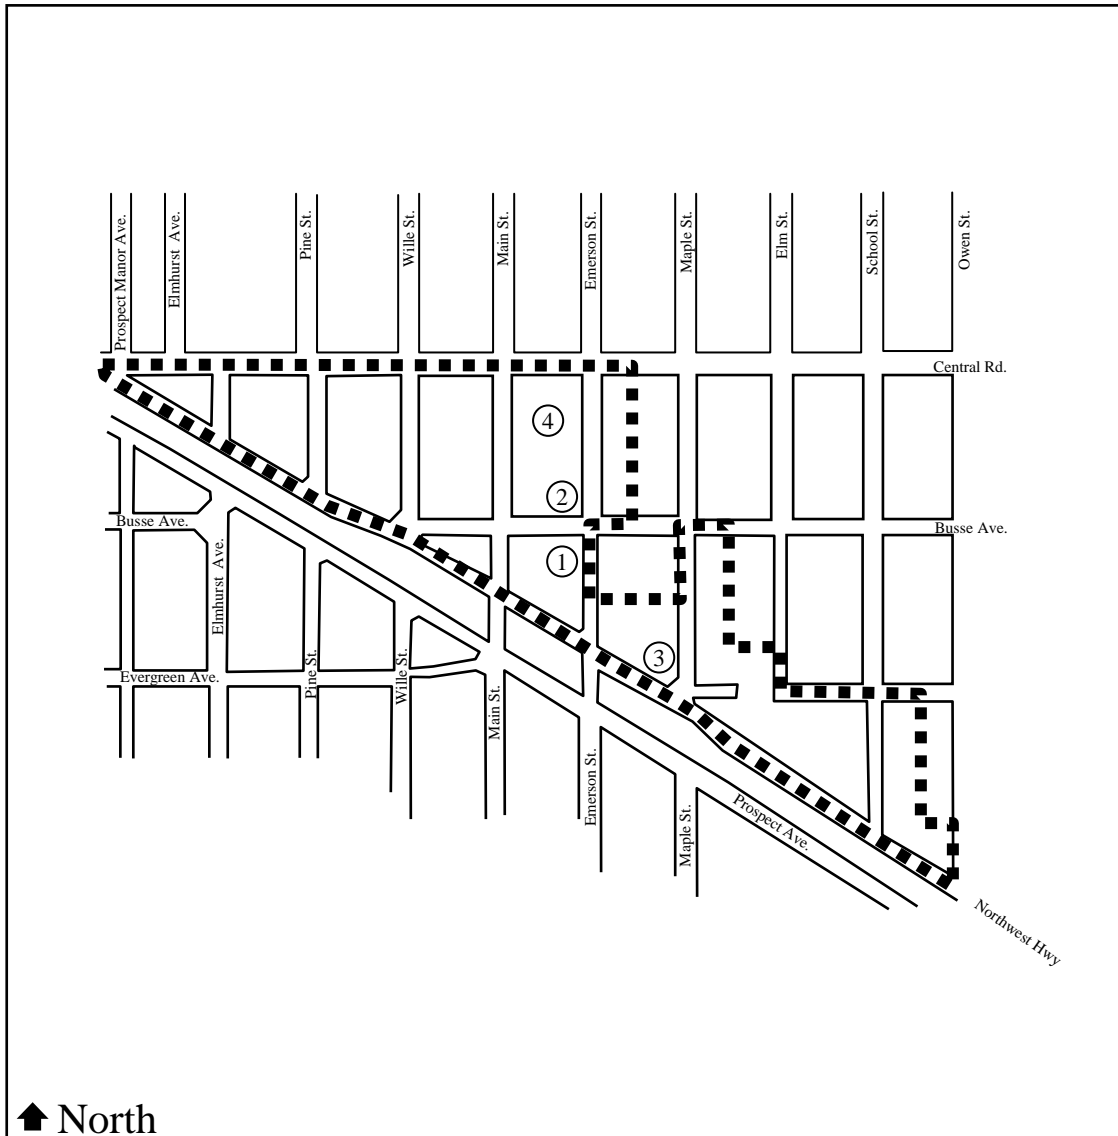 Prospect Manor Ave.
Elmhurst Ave.
Pine St.
Wille St.
Main St.
Emerson St.
Maple St.
Elm St.
School St.
Owen St.
Central Rd.
4
2
Busse Ave.
Busse Ave.
1
Elmhurst Ave.
3
Evergreen Ave.
Pine St.
Wille St.
Main St.
Emerson St.
Maple St.
Prospect Ave.
Northwest Hwy
North